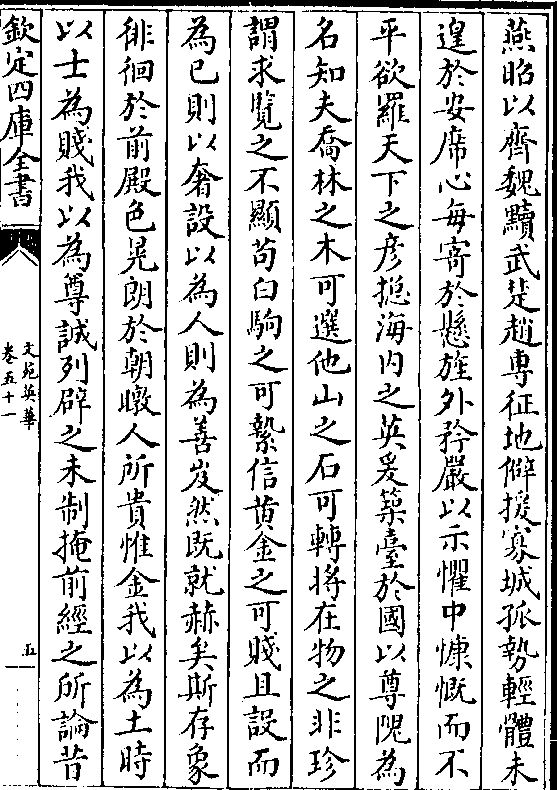 燕昭以齊魏黷武楚趙専征地僻援寡城孤勢輕體未
遑於安席心每寄於懸旌外矜嚴以示懼中慷慨而不
平欲羅天下之彦摠海内之英爰築臺於國以尊隗為
名知夫喬林之木可選他山之石可轉將在物之非珍
謂求覽之不顯茍白駒之可縶信黄金之可賤且設而
為已則以奢設以為人則為善岌然既就赫矣斯存象
徘徊於前殿色晃朗於朝暾人所貴惟金我以為土時
以士為賤我以為尊誠列辟之未制掩前經之所論昔
欽定四庫全書
文苑英華
卷五十一
五